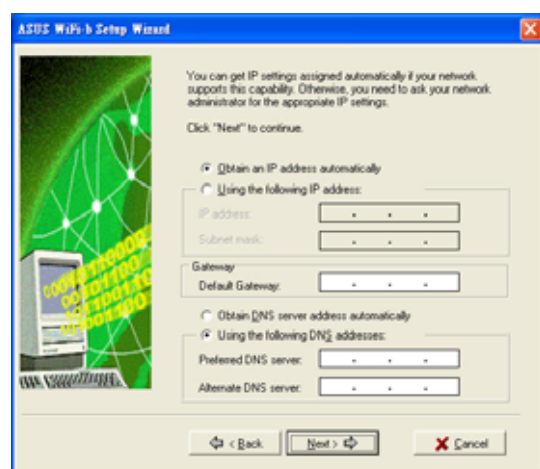 ASUS WiFi-b Setup Wizard
You can get IP settings assigned automatically if your network
supports this capability. Otherwise, you need to ask your network
administrator for the appropriate IP settings.
Click "Next" to continue.
Obtain an IP address automatically
Using the following IP address:
IP address:
Subnet mask:
Gateway
Default Gateway:
Obtain DNS server address automatically
Using the following DNS addresses:
Preferred DNS server:
Alternate DNS server:
< Back
Next >
Cancel